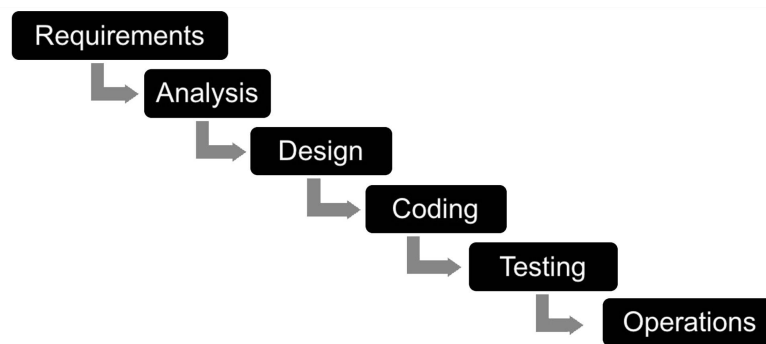 Requirements
Analysis
Design
Coding
Testing
Operations